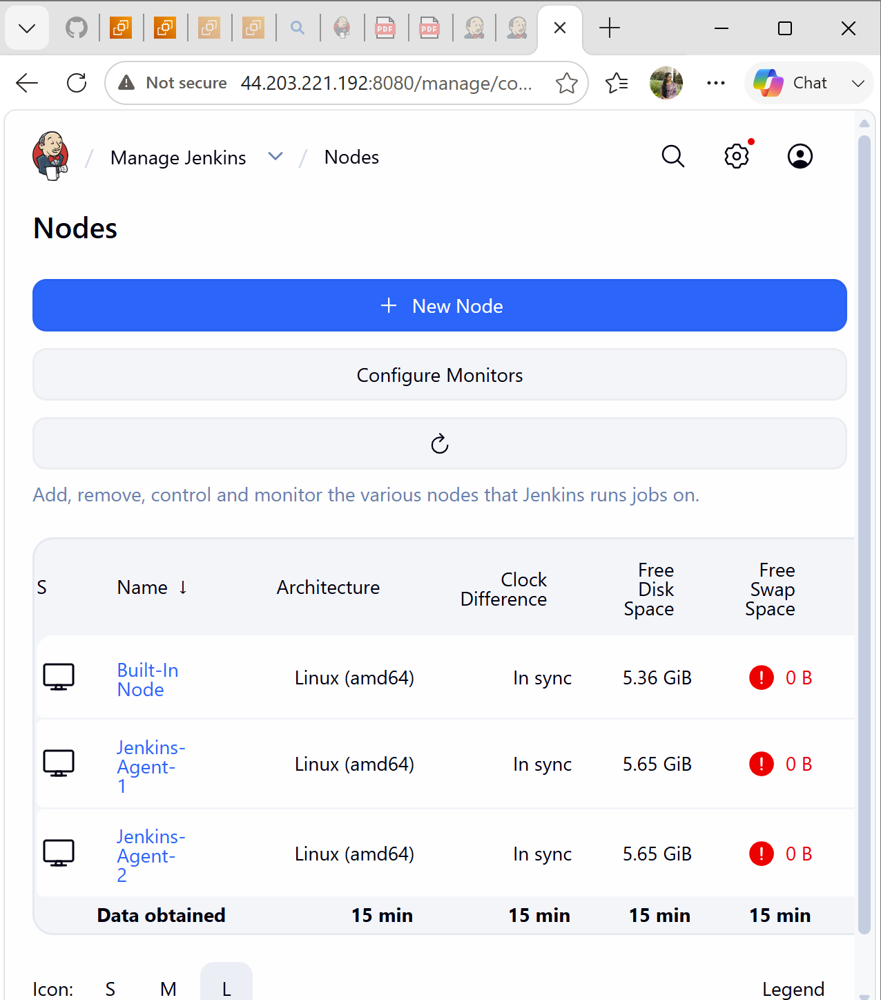 PDF
PDF
Not secure
44.203.221.192:8080/manage/co...
Chat
/ Manage Jenkins / Nodes
Nodes
+ New Node
Configure Monitors
Add, remove, control and monitor the various nodes that Jenkins runs jobs on.
S Name ↓ Architecture Clock Difference Free Disk Space Free Swap Space
Built-In Node Linux (amd64) In sync 5.36 GiB ! 0 B
Jenkins-Agent-1 Linux (amd64) In sync 5.65 GiB ! 0 B
Jenkins-Agent-2 Linux (amd64) In sync 5.65 GiB ! 0 B
Data obtained 15 min 15 min 15 min 15 min
Icon: S M L Legend